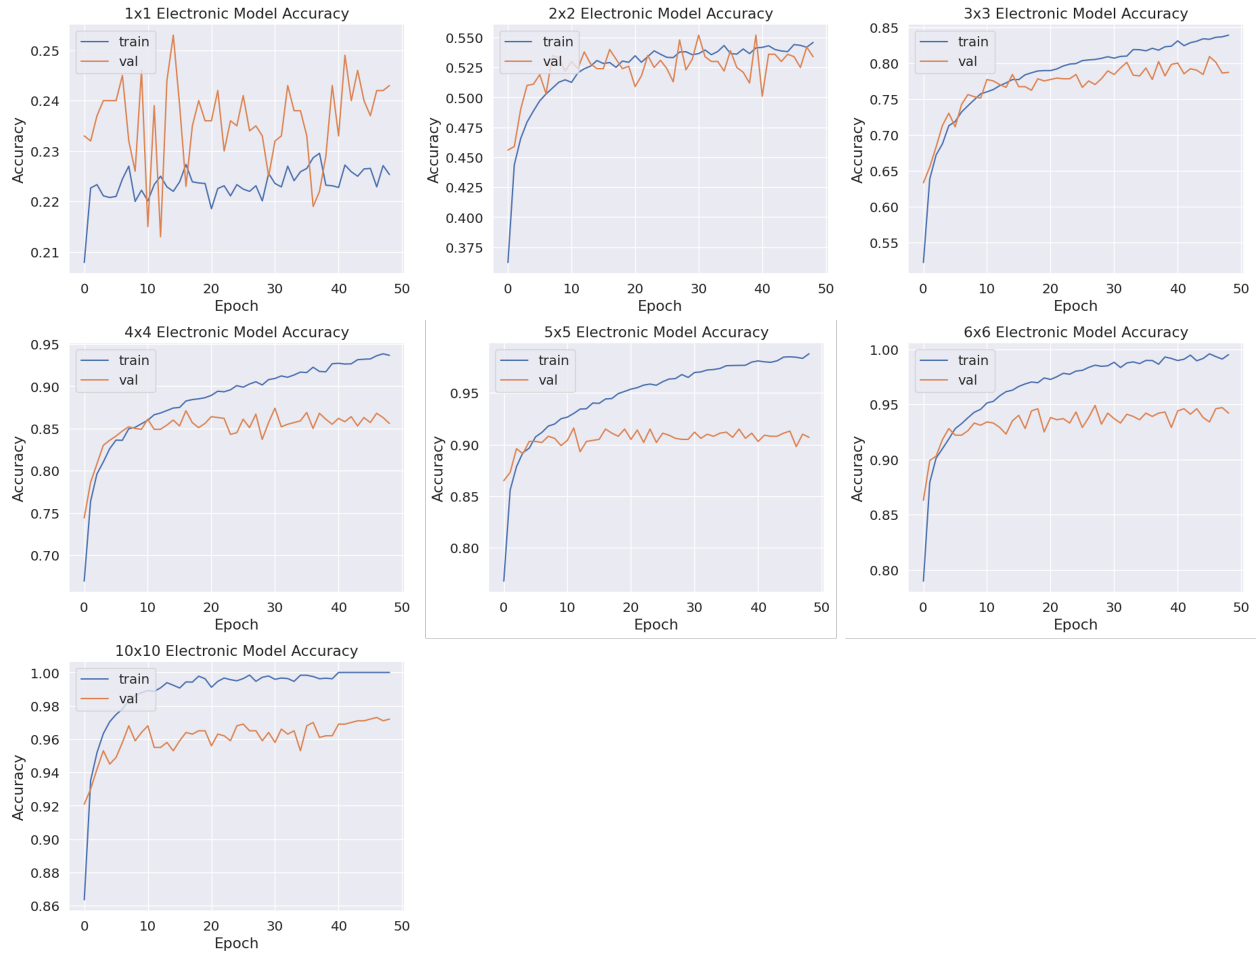 1x1 Electronic Model Accuracy
train
val
0.25
0.24
0.23
0.22
0.21
Accuracy
0 10 20 30 40 50
Epoch
2x2 Electronic Model Accuracy
train
val
0.550
0.525
0.500
0.475
0.450
0.425
0.400
0.375
Accuracy
0 10 20 30 40 50
Epoch
3x3 Electronic Model Accuracy
train
val
0.85
0.80
0.75
0.70
0.65
0.60
0.55
Accuracy
0 10 20 30 40 50
Epoch
4x4 Electronic Model Accuracy
train
val
0.95
0.90
0.85
0.80
0.75
0.70
Accuracy
0 10 20 30 40 50
Epoch
5x5 Electronic Model Accuracy
train
val
0.95
0.90
0.85
0.80
Accuracy
0 10 20 30 40 50
Epoch
6x6 Electronic Model Accuracy
train
val
1.00
0.95
0.90
0.85
0.80
Accuracy
0 10 20 30 40 50
Epoch
10x10 Electronic Model Accuracy
train
val
1.00
0.98
0.96
0.94
0.92
0.90
0.88
0.86
Accuracy
0 10 20 30 40 50
Epoch